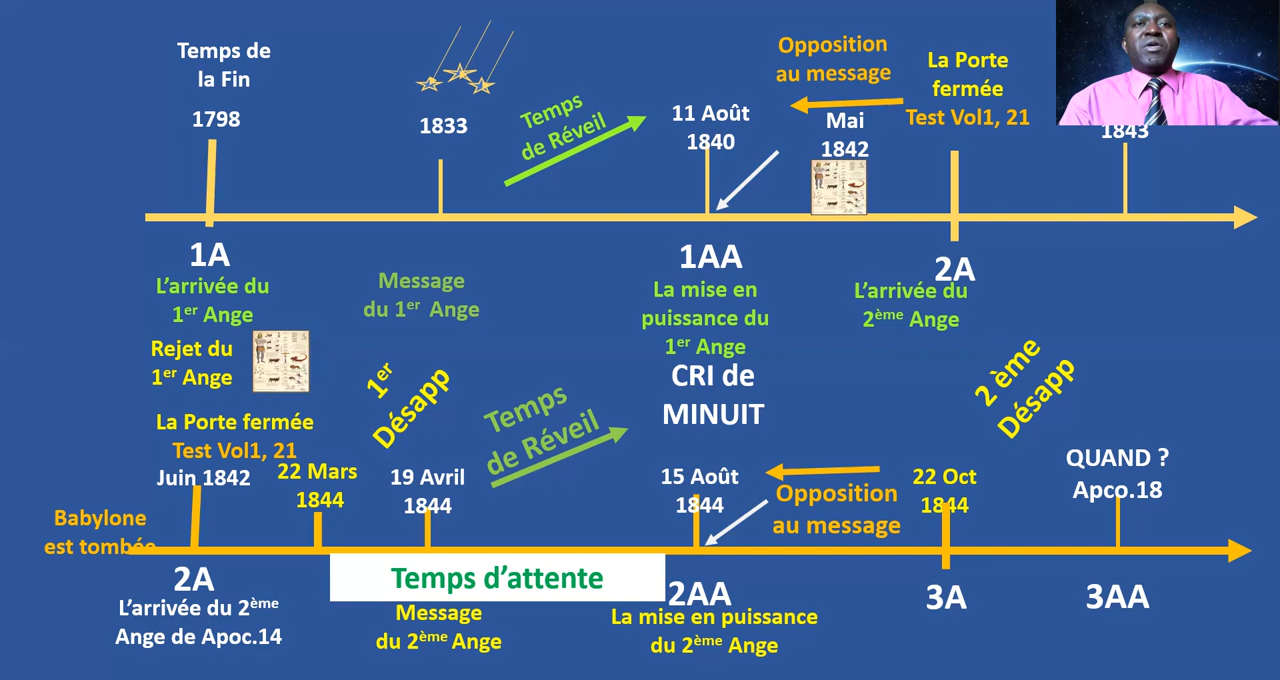 Temps de
la Fin
1798
1833
Temps
de Réveil
11 Août
1840
Opposition
au message
Mai
1842
La Porte
fermée
Test Vol1, 21
1843
1A
L’arrivée du
1er Ange
Rejet du
1er Ange
Message
du 1er Ange
1AA
La mise en
puissance du
1er Ange
CRI de
MINUIT
2A
L’arrivée du
2ème Ange
1er
Désapp
Temps
de Réveil
2 ème
Désapp
La Porte fermée
Test Vol1, 21
Juin 1842
22 Mars
1844
19 Avril
1844
15 Août
1844
Opposition
au message
22 Oct
1844
QUAND ?
Apco.18
Babylone
est tombée
2A
L’arrivée du 2ème
Ange de Apoc.14
Temps d’attente
Message
du 2ème Ange
2AA
La mise en puissance
du 2ème Ange
3A
3AA